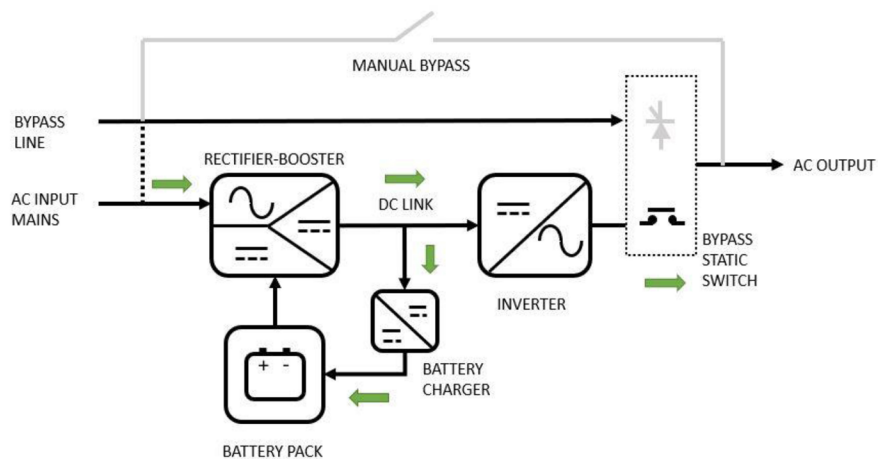 MANUAL BYPASS
BYPASS
LINE
RECTIFIER-BOOSTER
AC OUTPUT
AC INPUT
MAINS
DC LINK
BYPASS
STATIC
SWITCH
INVERTER
BATTERY
CHARGER
+ -
BATTERY PACK